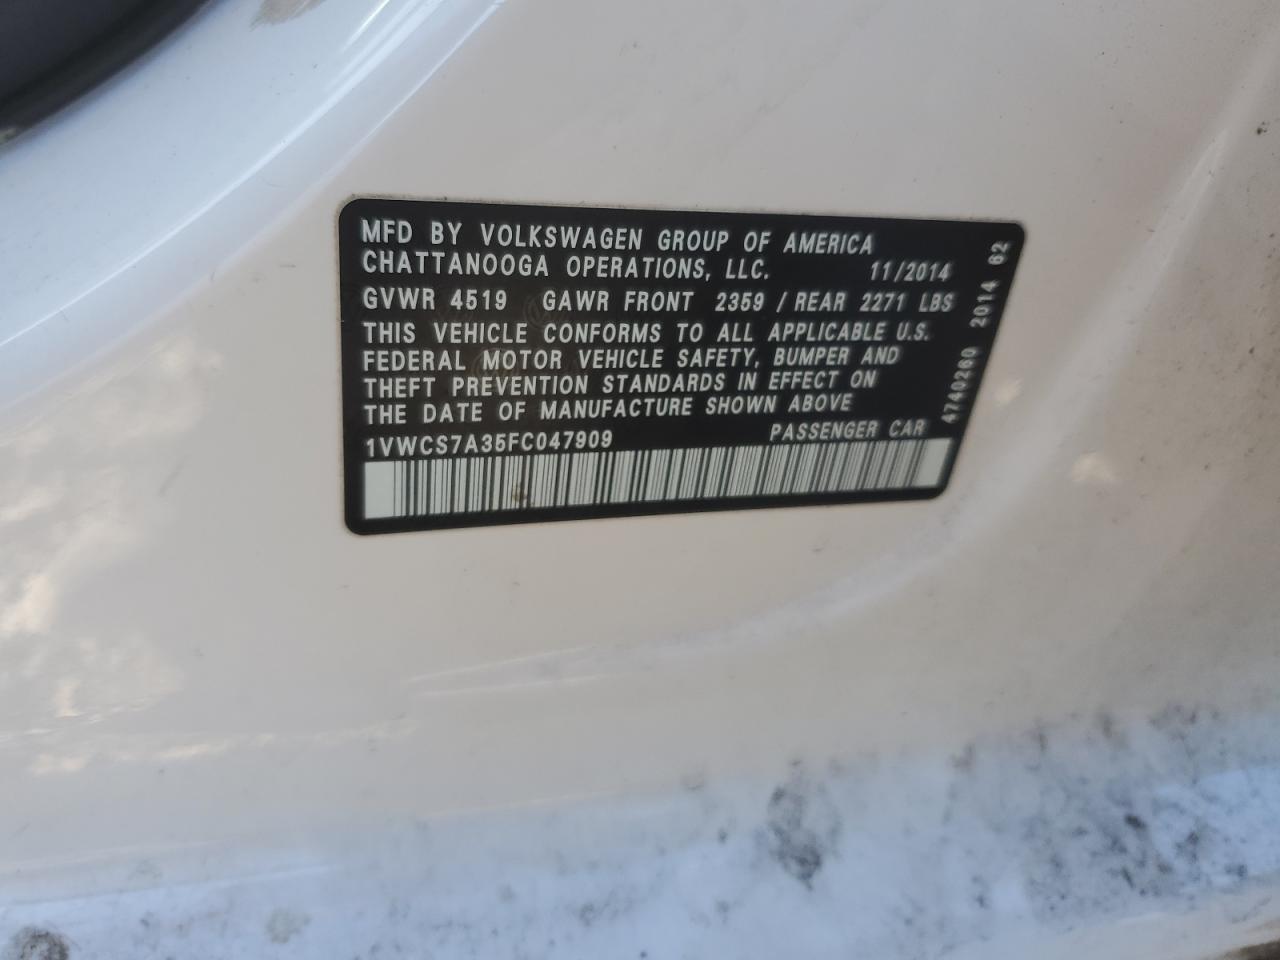 MFD BY VOLKSWAGEN GROUP OF AMERICA
CHATTANOOGA OPERATIONS, LLC. 11/2014
GVWR 4519 GAWR FRONT 2359 / REAR 2271 LBS
THIS VEHICLE CONFORMS TO ALL APPLICABLE U.S.
FEDERAL MOTOR VEHICLE SAFETY, BUMPER AND
THEFT PREVENTION STANDARDS IN EFFECT ON
THE DATE OF MANUFACTURE SHOWN ABOVE
1VWCS7A35FC047909 PASSENGER CAR
4740260 2014 62